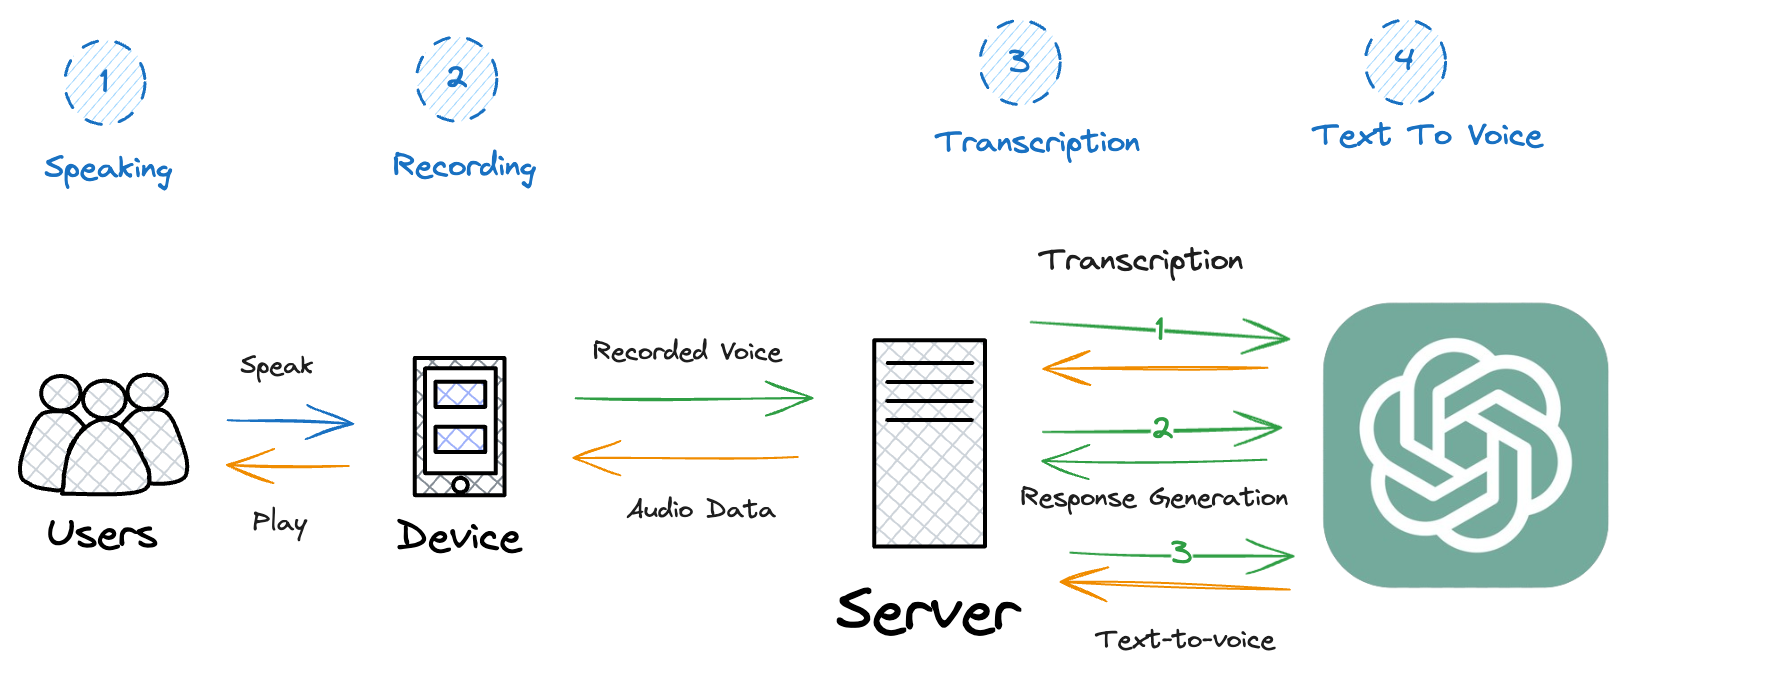 1
2
3
4
Speaking
Recording
Transcription
Text To Voice
Transcription
1
Speak
Recorded Voice
2
Play
Audio Data
Response Generation
Users
Device
3
Server
Text-to-voice